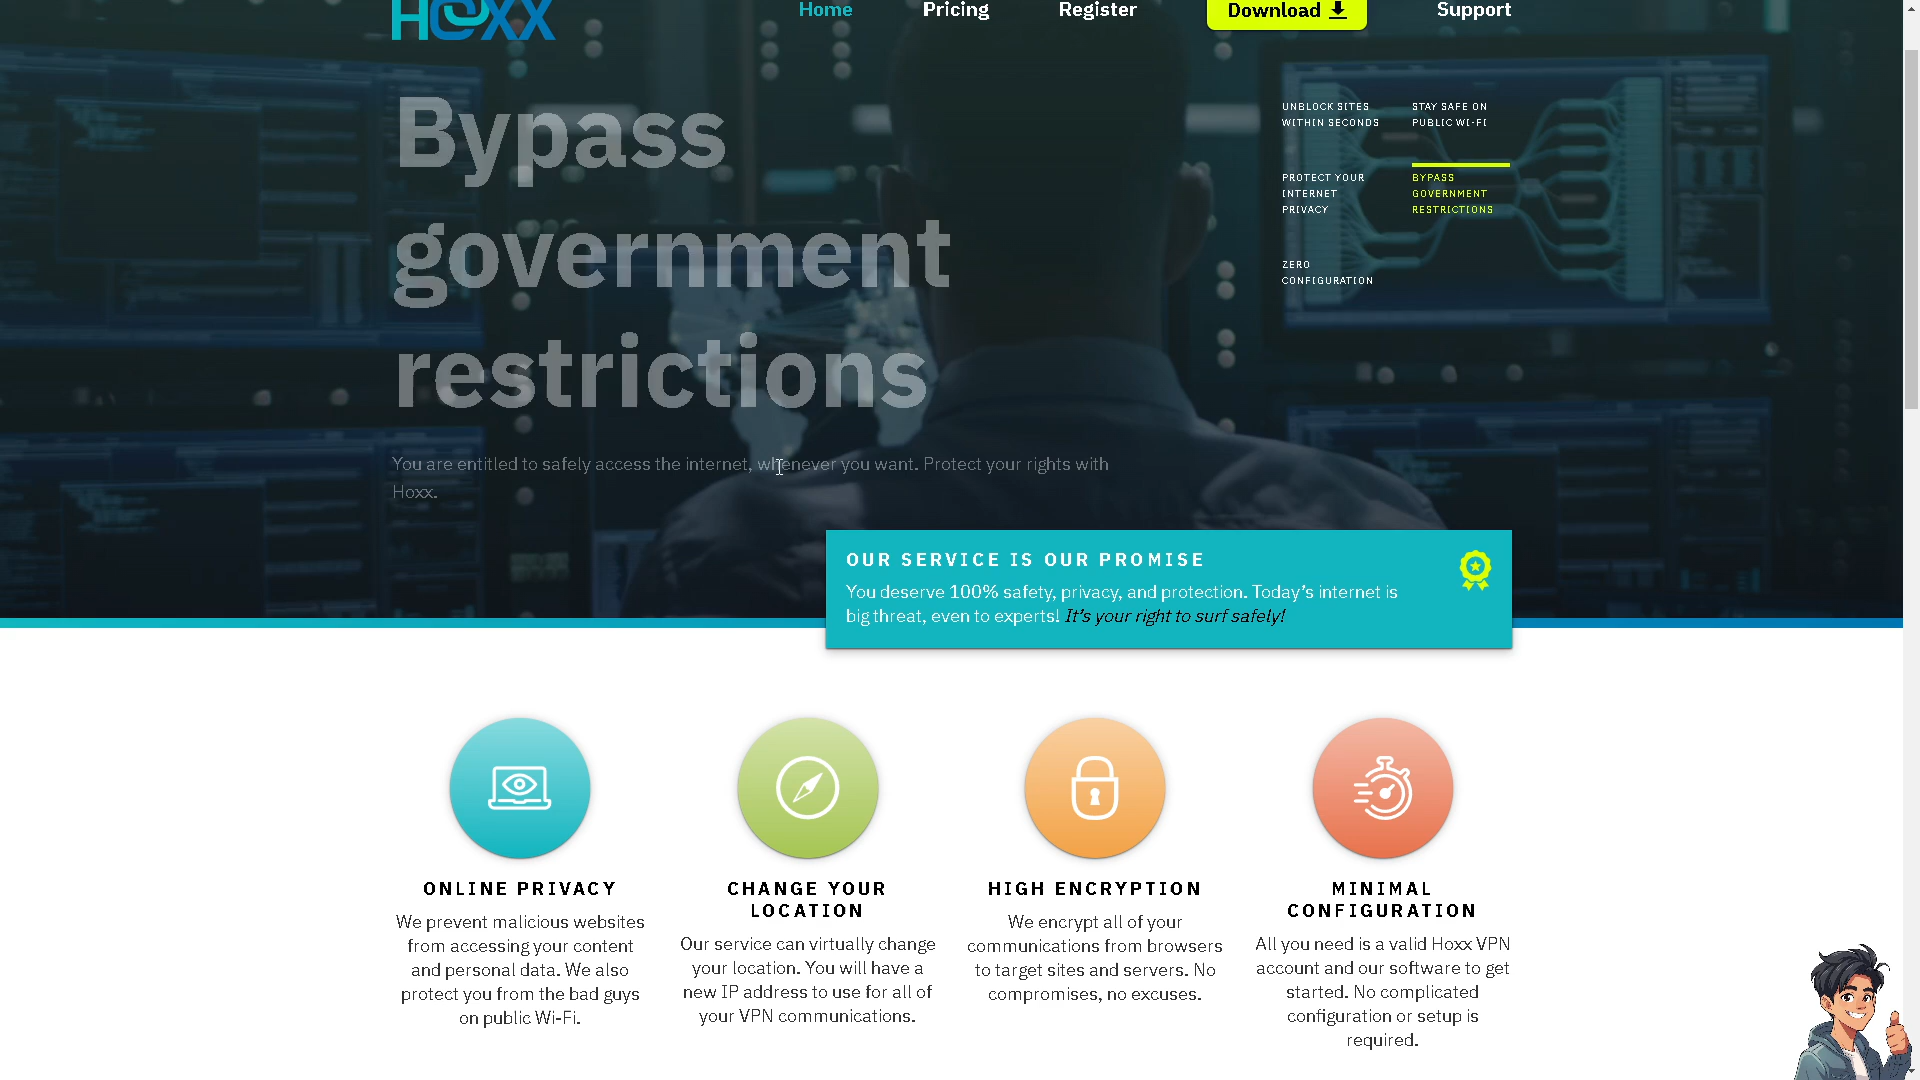 HOXX
Home
Pricing
Register
Download
Support
Bypass
government
restrictions
You are entitled to safely access the internet, whenever you want. Protect your rights with
Hoxx.
UNBLOCK SITES
WITHIN SECONDS
STAY SAFE ON
PUBLIC WI-FI
PROTECT YOUR
INTERNET
PRIVACY
BYPASS
GOVERNMENT
RESTRICTIONS
ZERO
CONFIGURATION
OUR SERVICE IS OUR PROMISE
You deserve 100% safety, privacy, and protection. Today’s internet is
big threat, even to experts! It’s your right to surf safely!
ONLINE PRIVACY
We prevent malicious websites
from accessing your content
and personal data. We also
protect you from the bad guys
on public Wi-Fi.
CHANGE YOUR
LOCATION
Our service can virtually change
your location. You will have a
new IP address to use for all of
your VPN communications.
HIGH ENCRYPTION
We encrypt all of your
communications from browsers
to target sites and servers. No
compromises, no excuses.
MINIMAL
CONFIGURATION
All you need is a valid Hoxx VPN
account and our software to get
started. No complicated
configuration or setup is
required.